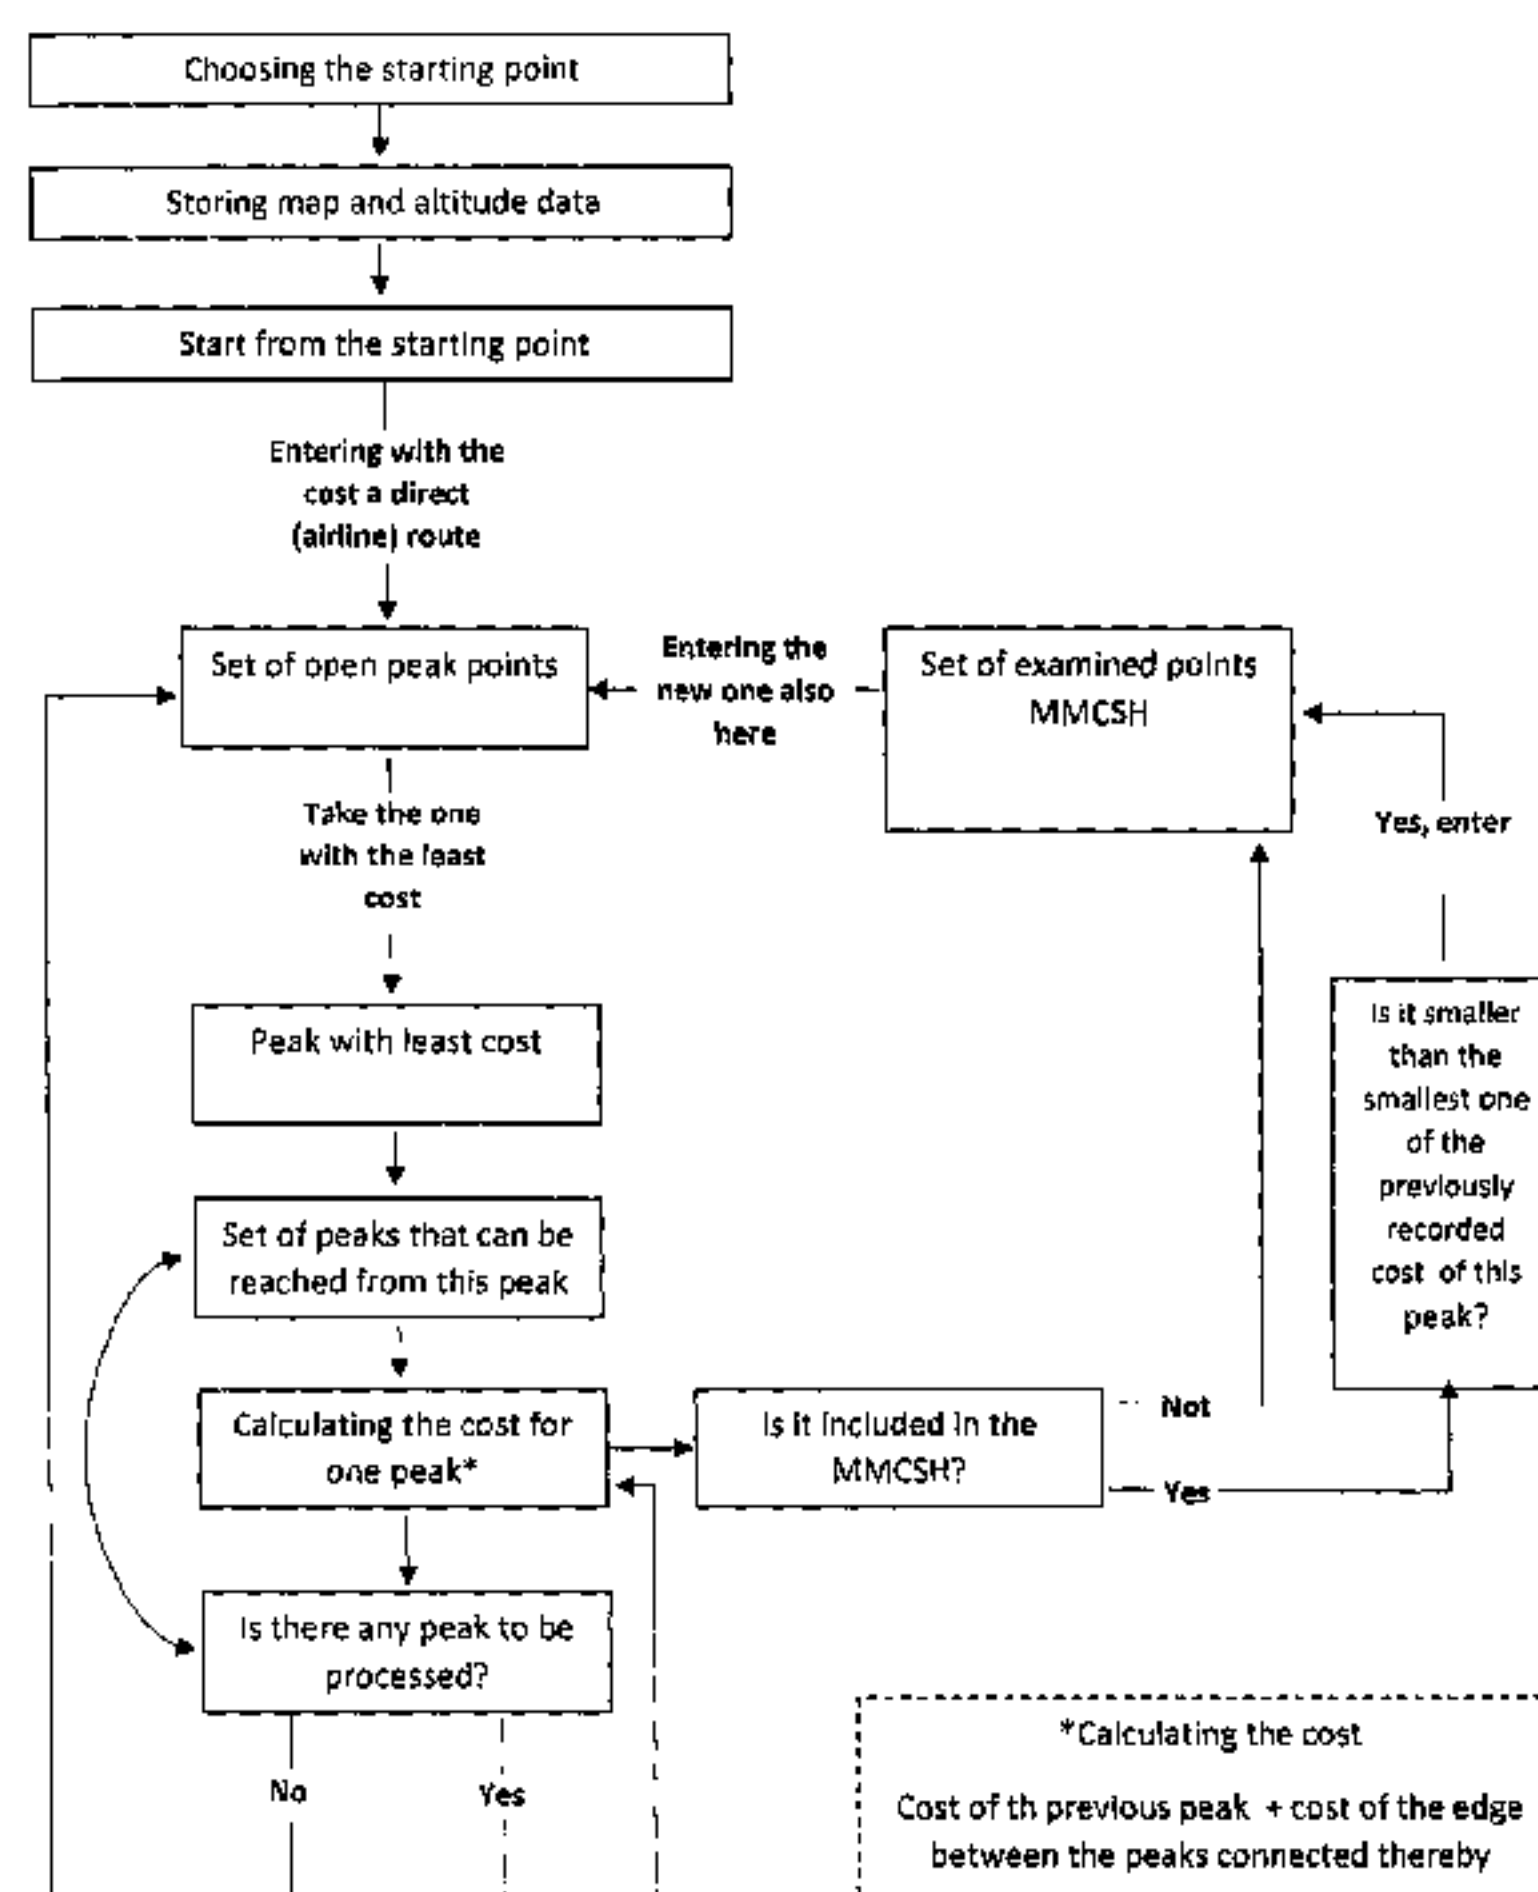 Choosing the starting point
Storing map and altitude data
Start from the starting point
Entering with the
cost a direct
(airline) route
Set of open peak points
Entering the
new one also
here
Set of examined points
MMCSH
Take the one
with the least
cost
Yes, enter
Peak with least cost
Is it smaller
than the
smallest one
of the
previously
recorded
cost of this
peak?
Set of peaks that can be
reached from this peak
Calculating the cost for
one peak*
Is it included in the
MMCSH?
Not
Yes
Is there any peak to be
processed?
No
Yes
*Calculating the cost
Cost of th previous peak + cost of the edge
between the peaks connected thereby